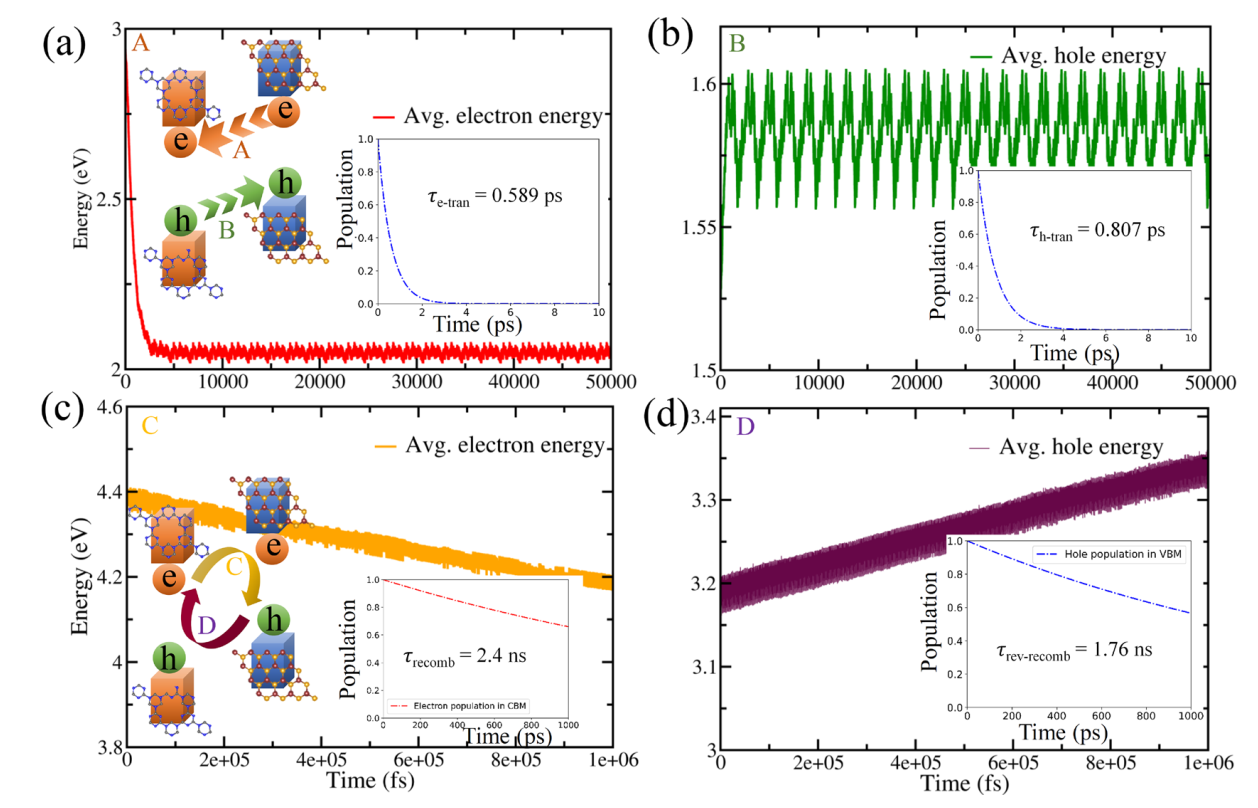 (a)
A
3
2.5
2
Energy (eV)
e
e
A
h
h
B
Avg. electron energy
Population
1.0
0.8
0.6
0.4
0.2
0.0
τe-tran = 0.589 ps
0 2 4 6 8 10
Time (ps)
0 10000 20000 30000 40000 50000
(b)
B
1.6
1.55
1.5
Avg. hole energy
Population
1.0
0.8
0.6
0.4
0.2
0.0
τh-tran = 0.807 ps
0 2 4 6 8 10
Time (ps)
0 10000 20000 30000 40000 50000
(c)
C
4.6
4.4
4.2
4
3.8
Energy (eV)
Avg. electron energy
e
e
C
D
h
h
Population
1.0
0.8
0.6
0.4
0.2
0.0
τrecomb = 2.4 ns
Electron population in CBM
0 200 400 600 800 1000
Time (ps)
0 2e+05 4e+05 6e+05 8e+05 1e+06
Time (fs)
(d)
D
3.4
3.3
3.2
3.1
3
Avg. hole energy
Population
1.0
0.8
0.6
0.4
0.2
0.0
Hole population in VBM
τrev-recomb = 1.76 ns
0 200 400 600 800 1000
Time (ps)
0 2e+05 4e+05 6e+05 8e+05 1e+06
Time (fs)